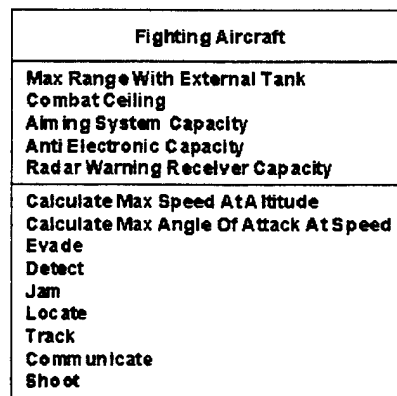 Fighting Aircraft
Max Range With External Tank
Combat Ceiling
Aiming System Capacity
Anti Electronic Capacity
Radar Warning Receiver Capacity
Calculate Max Speed At Altitude
Calculate Max Angle Of Attack At Speed
Evade
Detect
Jam
Locate
Track
Communicate
Shoot